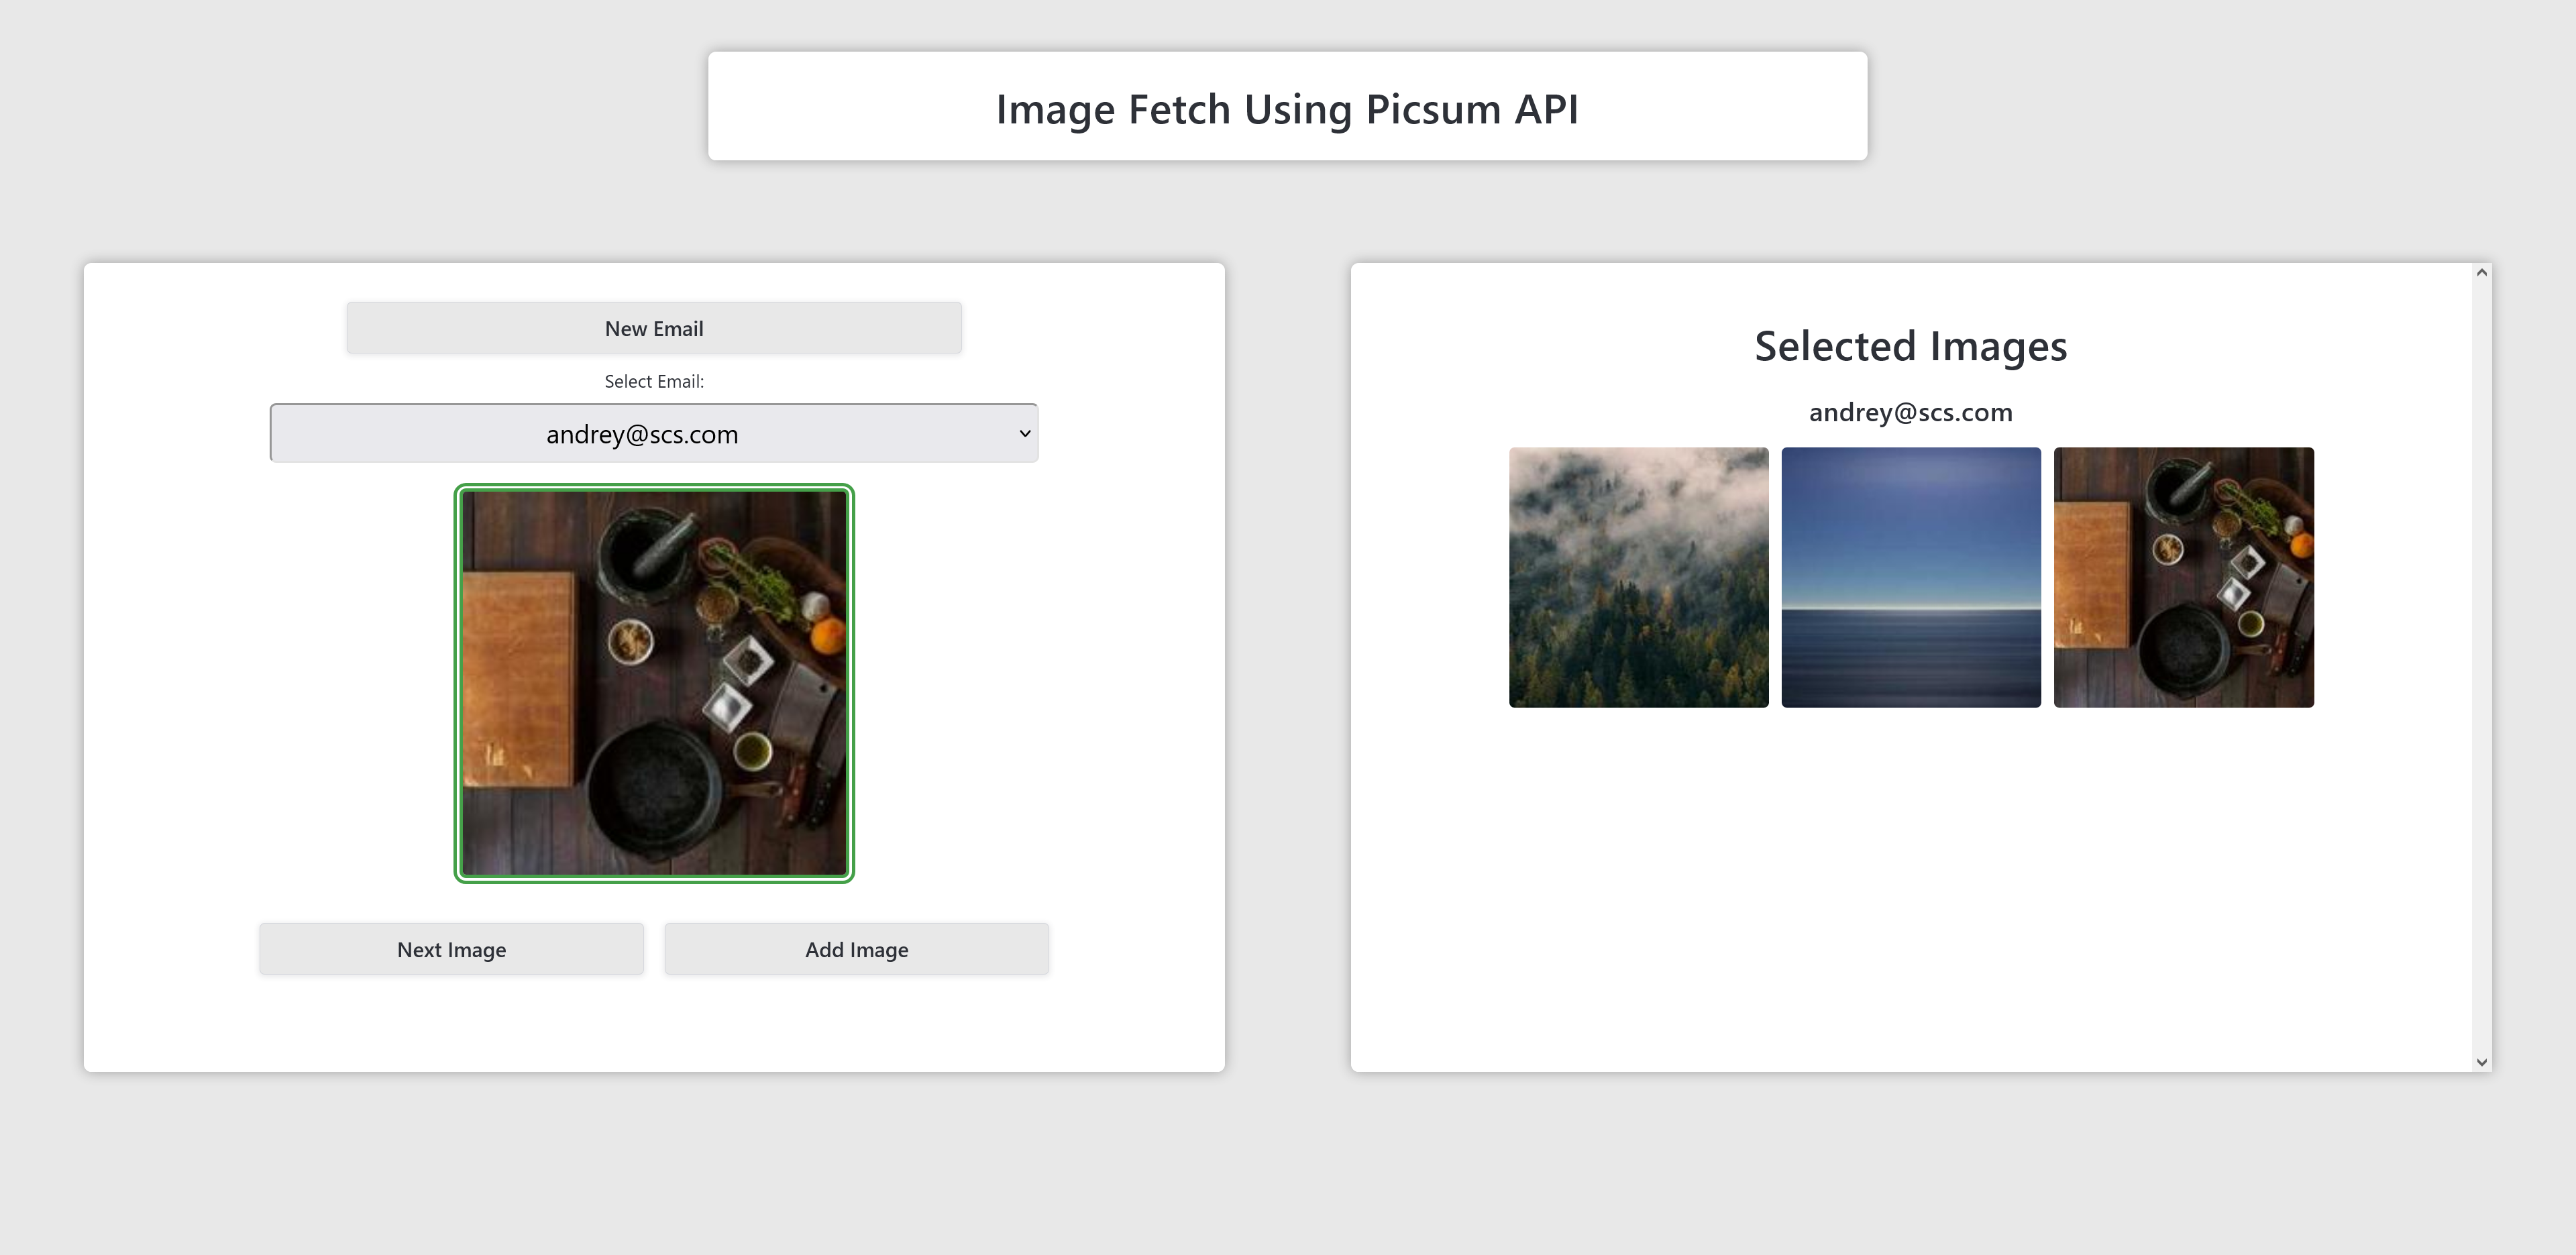 Image Fetch Using Picsum API
New Email
Select Email:
andrey@scs.com
Next Image
Add Image
Selected Images
andrey@scs.com